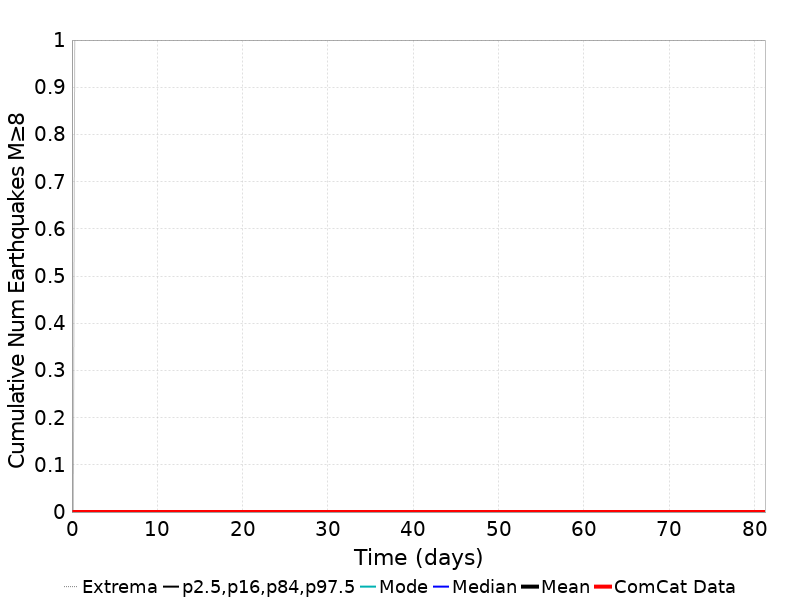 1
0.9
0.8
0.7
0.6
0.5
0.4
0.3
0.2
0.1
0
Cumulative Num Earthquakes M≥8
0 10 20 30 40 50 60 70 80
Time (days)
Extrema p2.5,p16,p84,p97.5 Mode Median Mean ComCat Data